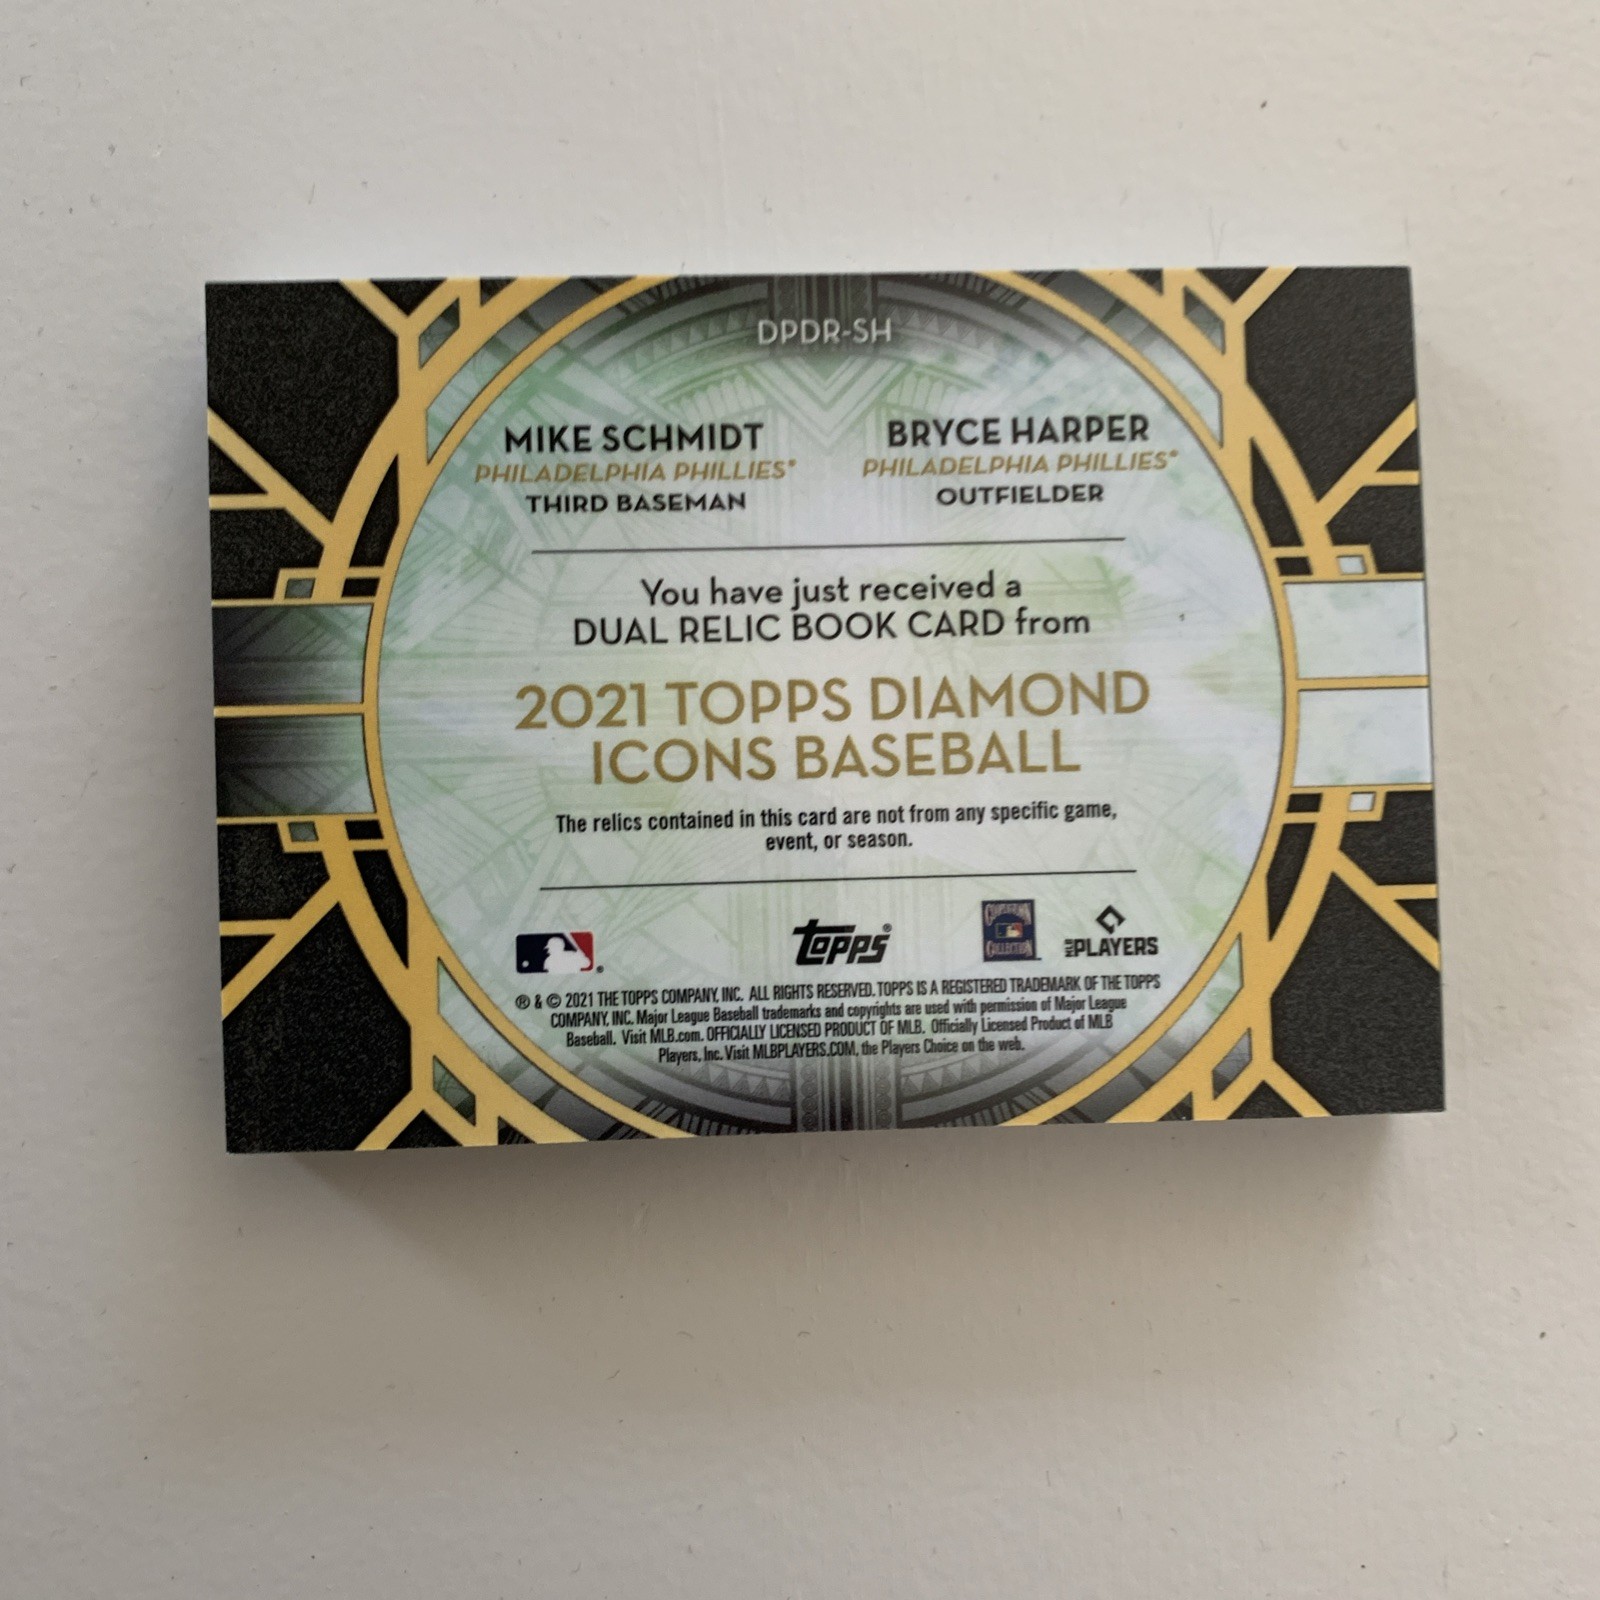 DPDR-SH
MIKE SCHMIDT
PHILADELPHIA PHILLIES®
THIRD BASEMAN
BRYCE HARPER
PHILADELPHIA PHILLIES®
OUTFIELDER
You have just received a
DUAL RELIC BOOK CARD from
2021 TOPPS DIAMOND
ICONS BASEBALL
The relics contained in this card are not from any specific game,
event, or season.
topps®
COOPERSTOWN
COLLECTION
MLB PLAYERS
® & © 2021 THE TOPPS COMPANY, INC. ALL RIGHTS RESERVED. TOPPS IS A REGISTERED TRADEMARK OF THE TOPPS
COMPANY, INC. Major League Baseball trademarks and copyrights are used with permission of Major League
Baseball. Visit MLB.com. OFFICIALLY LICENSED PRODUCT OF MLB. Officially Licensed Product of MLB
Players, Inc. Visit MLBPLAYERS.COM, the Players Choice on the web.